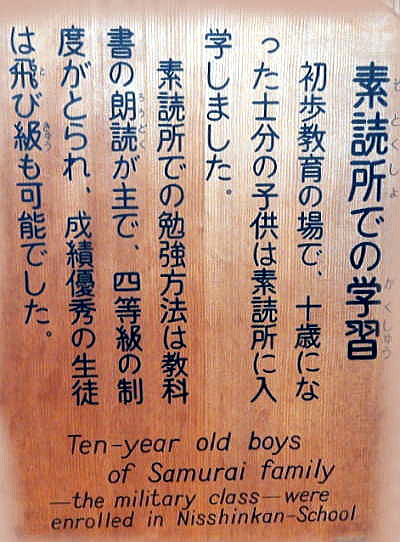 素読所での学習
初歩教育の場で、十歳にな
った士分の子供は素読所に入
学しました。
素読所での勉強方法は教科
書の朗読が主で、四等級の制
度がとられ、成績優秀の生徒
は飛び級も可能でした。
Ten-year old boys
of Samurai family
—the military class—were
enrolled in Nisshinkan-School